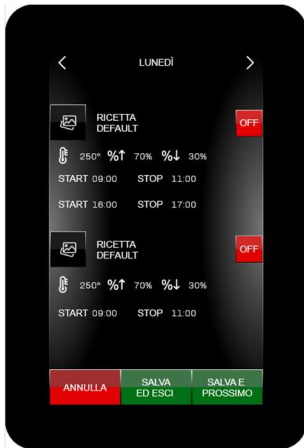 LUNEDÌ
RICETTA
DEFAULT
OFF
250° %↑ 70% %↓ 30%
START 09:00 STOP 11:00
START 16:00 STOP 17:00
RICETTA
DEFAULT
OFF
250° %↑ 70% %↓ 30%
START 09:00 STOP 11:00
ANNULLA
SALVA
ED ESCI
SALVA E
PROSSIMO